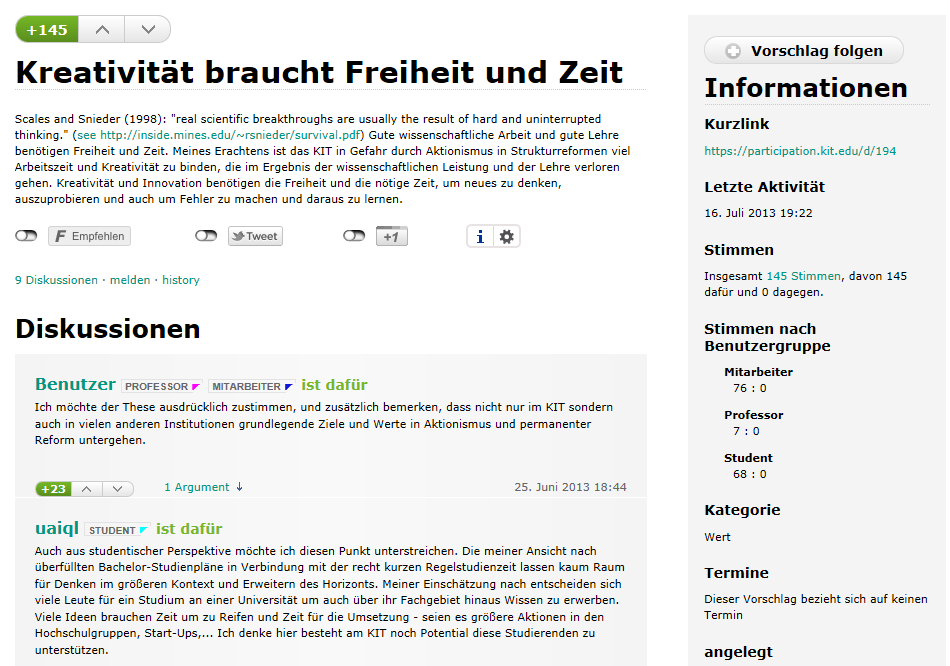 +145
Kreativität braucht Freiheit und Zeit
Scales and Snieder (1998): "real scientific breakthroughs are usually the result of hard and uninterrupted
thinking." (see http://inside.mines.edu/~rsnieder/survival.pdf) Gute wissenschaftliche Arbeit und gute Lehre
benötigen Freiheit und Zeit. Meines Erachtens ist das KIT in Gefahr durch Aktionismus in Strukturreformen viel
Arbeitszeit und Kreativität zu binden, die im Ergebnis der wissenschaftlichen Leistung und der Lehre verloren
gehen. Kreativität und Innovation benötigen die Freiheit und die nötige Zeit, um neues zu denken,
auszuprobieren und auch um Fehler zu machen und daraus zu lernen.
F Empfehlen
Tweet
+1
i
9 Diskussionen · melden · history
Diskussionen
Benutzer PROFESSOR MITARBEITER ist dafür
Ich möchte der These ausdrücklich zustimmen, und zusätzlich bemerken, dass nicht nur im KIT sondern
auch in vielen anderen Institutionen grundlegende Ziele und Werte in Aktionismus und permanenter
Reform untergehen.
+23 1 Argument ↓ 25. Juni 2013 18:44
uaiql STUDENT ist dafür
Auch aus studentischer Perspektive möchte ich diesen Punkt unterstreichen. Die meiner Ansicht nach
überfüllten Bachelor-Studienpläne in Verbindung mit der recht kurzen Regelstudienzeit lassen kaum Raum
für Denken im größeren Kontext und Erweitern des Horizonts. Meiner Einschätzung nach entscheiden sich
viele Leute für ein Studium an einer Universität um auch über ihr Fachgebiet hinaus Wissen zu erwerben.
Viele Ideen brauchen Zeit um zu Reifen und Zeit für die Umsetzung - seien es größere Aktionen in den
Hochschulgruppen, Start-Ups,... Ich denke hier besteht am KIT noch Potential diese Studierenden zu
unterstützen.
Vorschlag folgen
Informationen
Kurzlink
https://participation.kit.edu/d/194
Letzte Aktivität
16. Juli 2013 19:22
Stimmen
Insgesamt 145 Stimmen, davon 145
dafür und 0 dagegen.
Stimmen nach
Benutzergruppe
Mitarbeiter
76 : 0
Professor
7 : 0
Student
68 : 0
Kategorie
Wert
Termine
Dieser Vorschlag bezieht sich auf keinen
Termin
angelegt